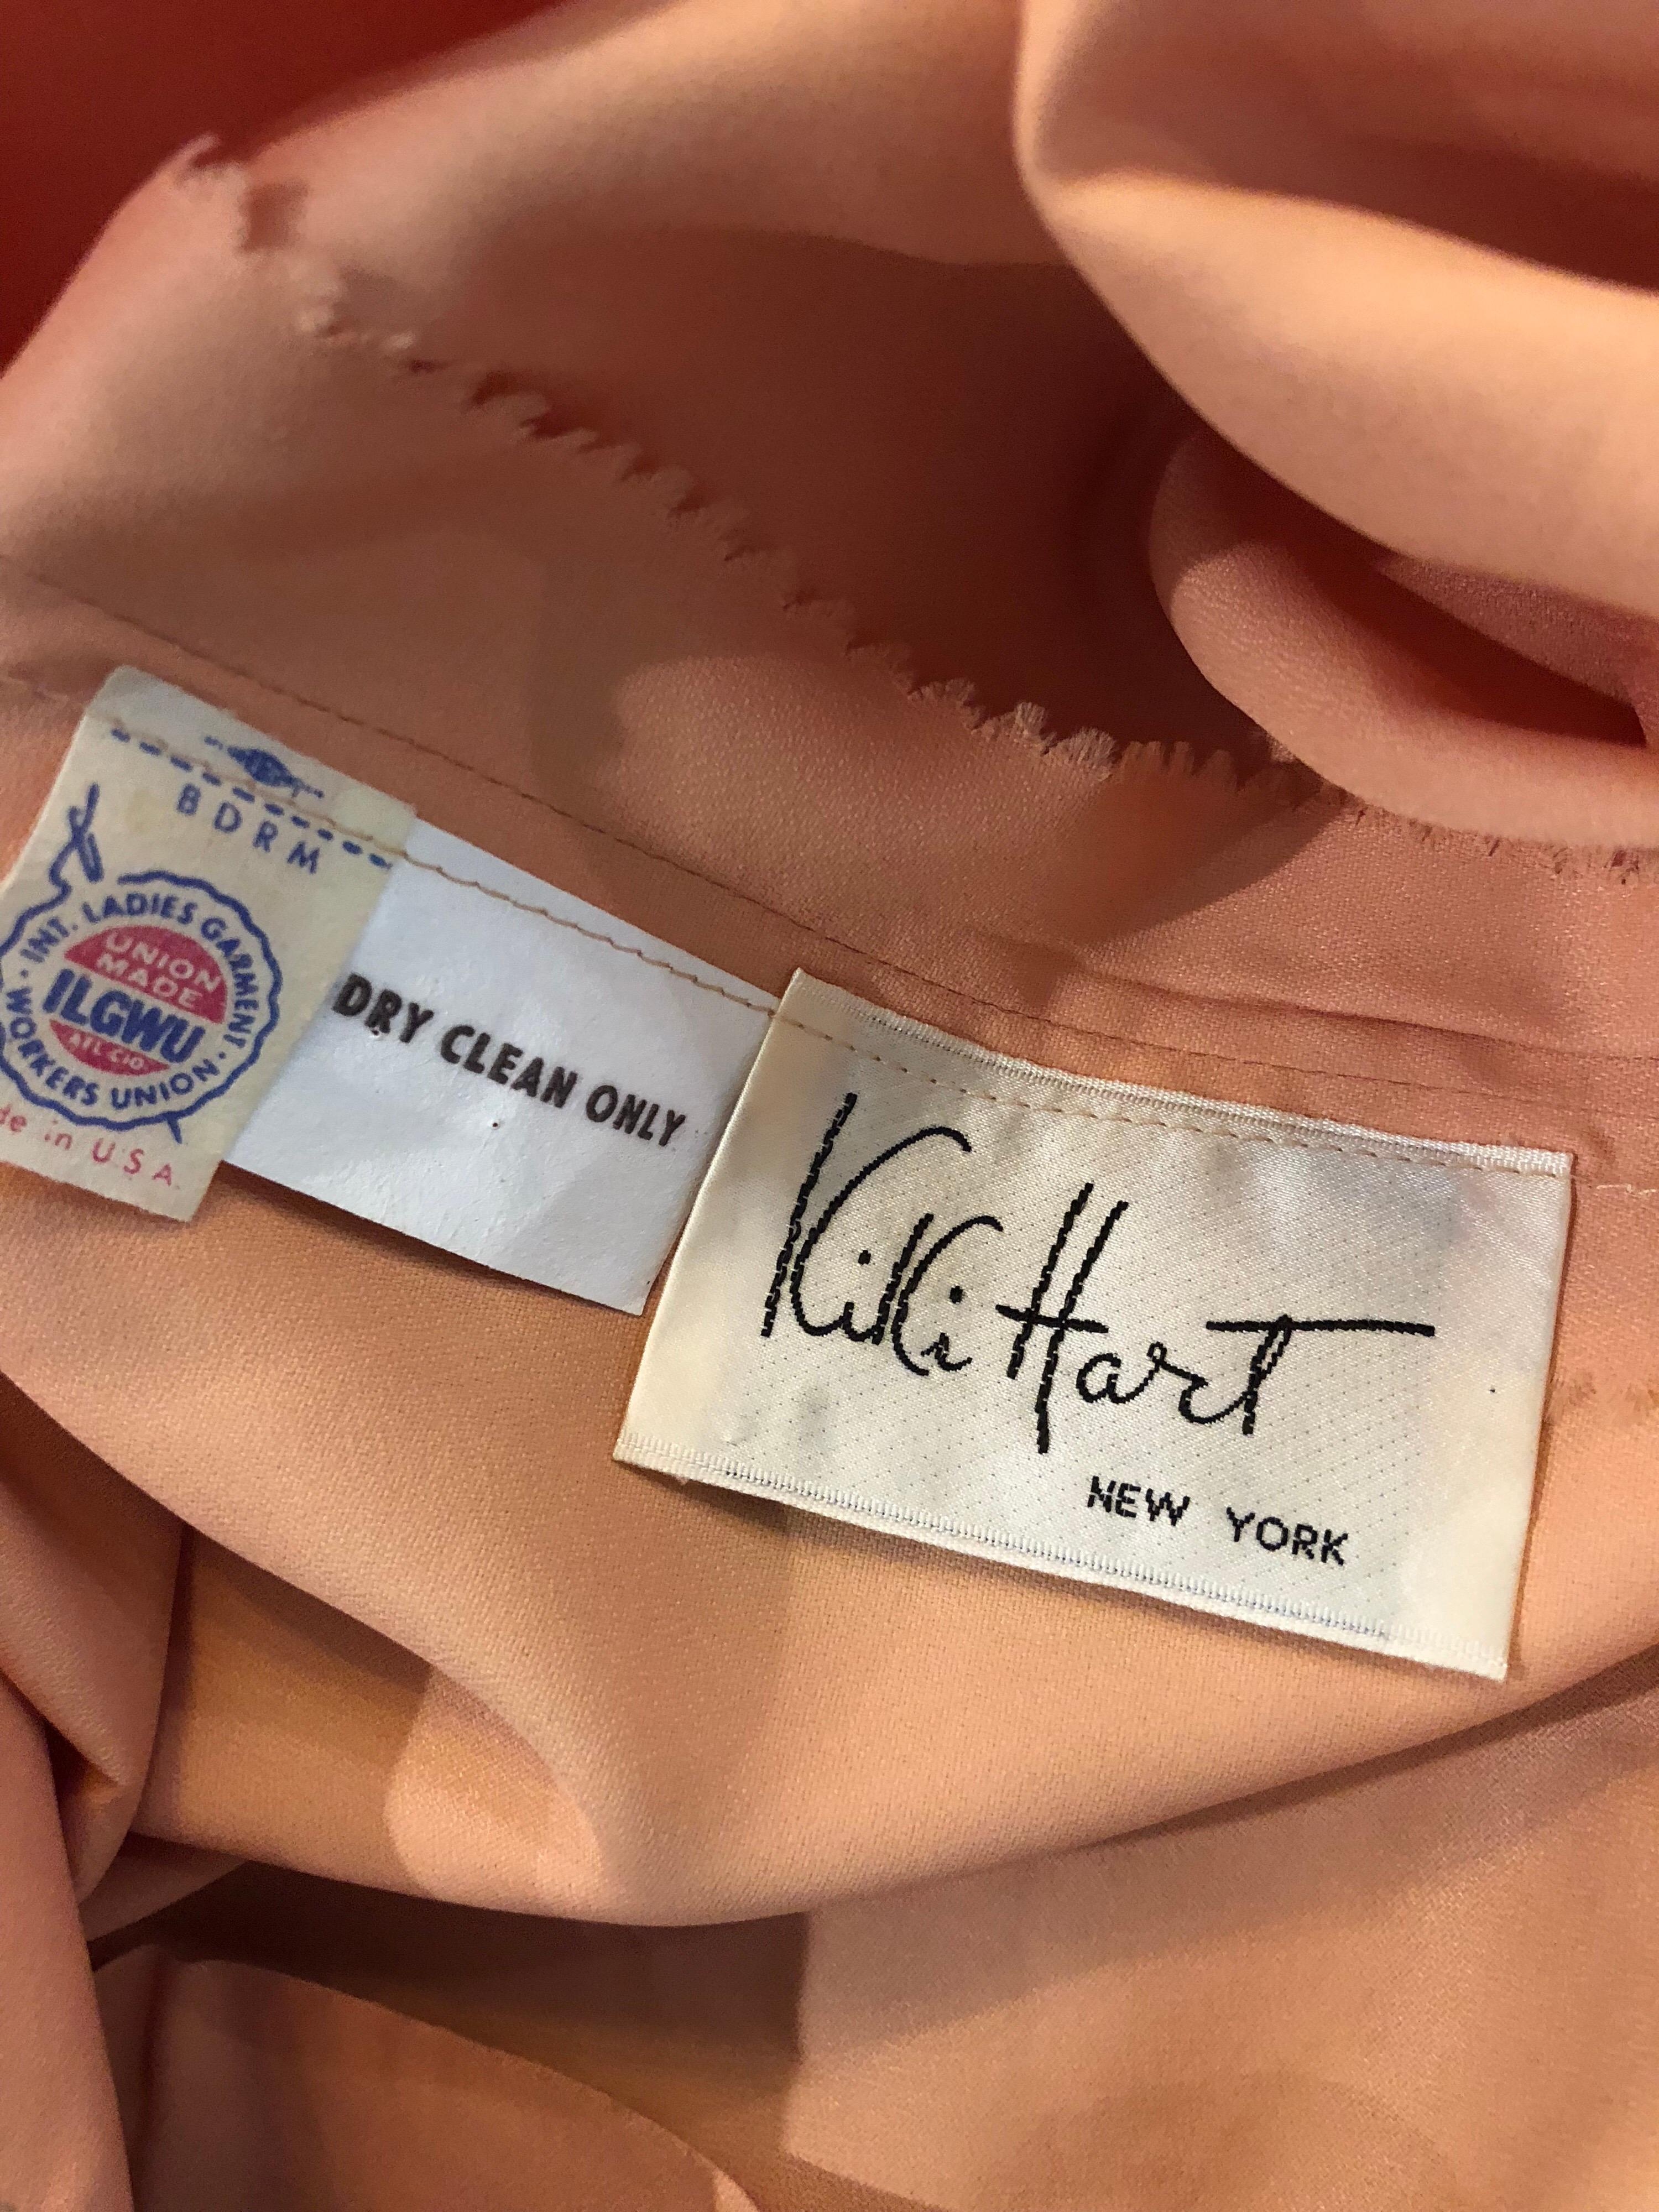 BDRM
INT. LADIES GARMENT
WORKERS UNION
UNION
MADE
ILGWU
AFL-CIO
de in U.S.A.
DRY CLEAN ONLY
KiKi Hart
NEW YORK